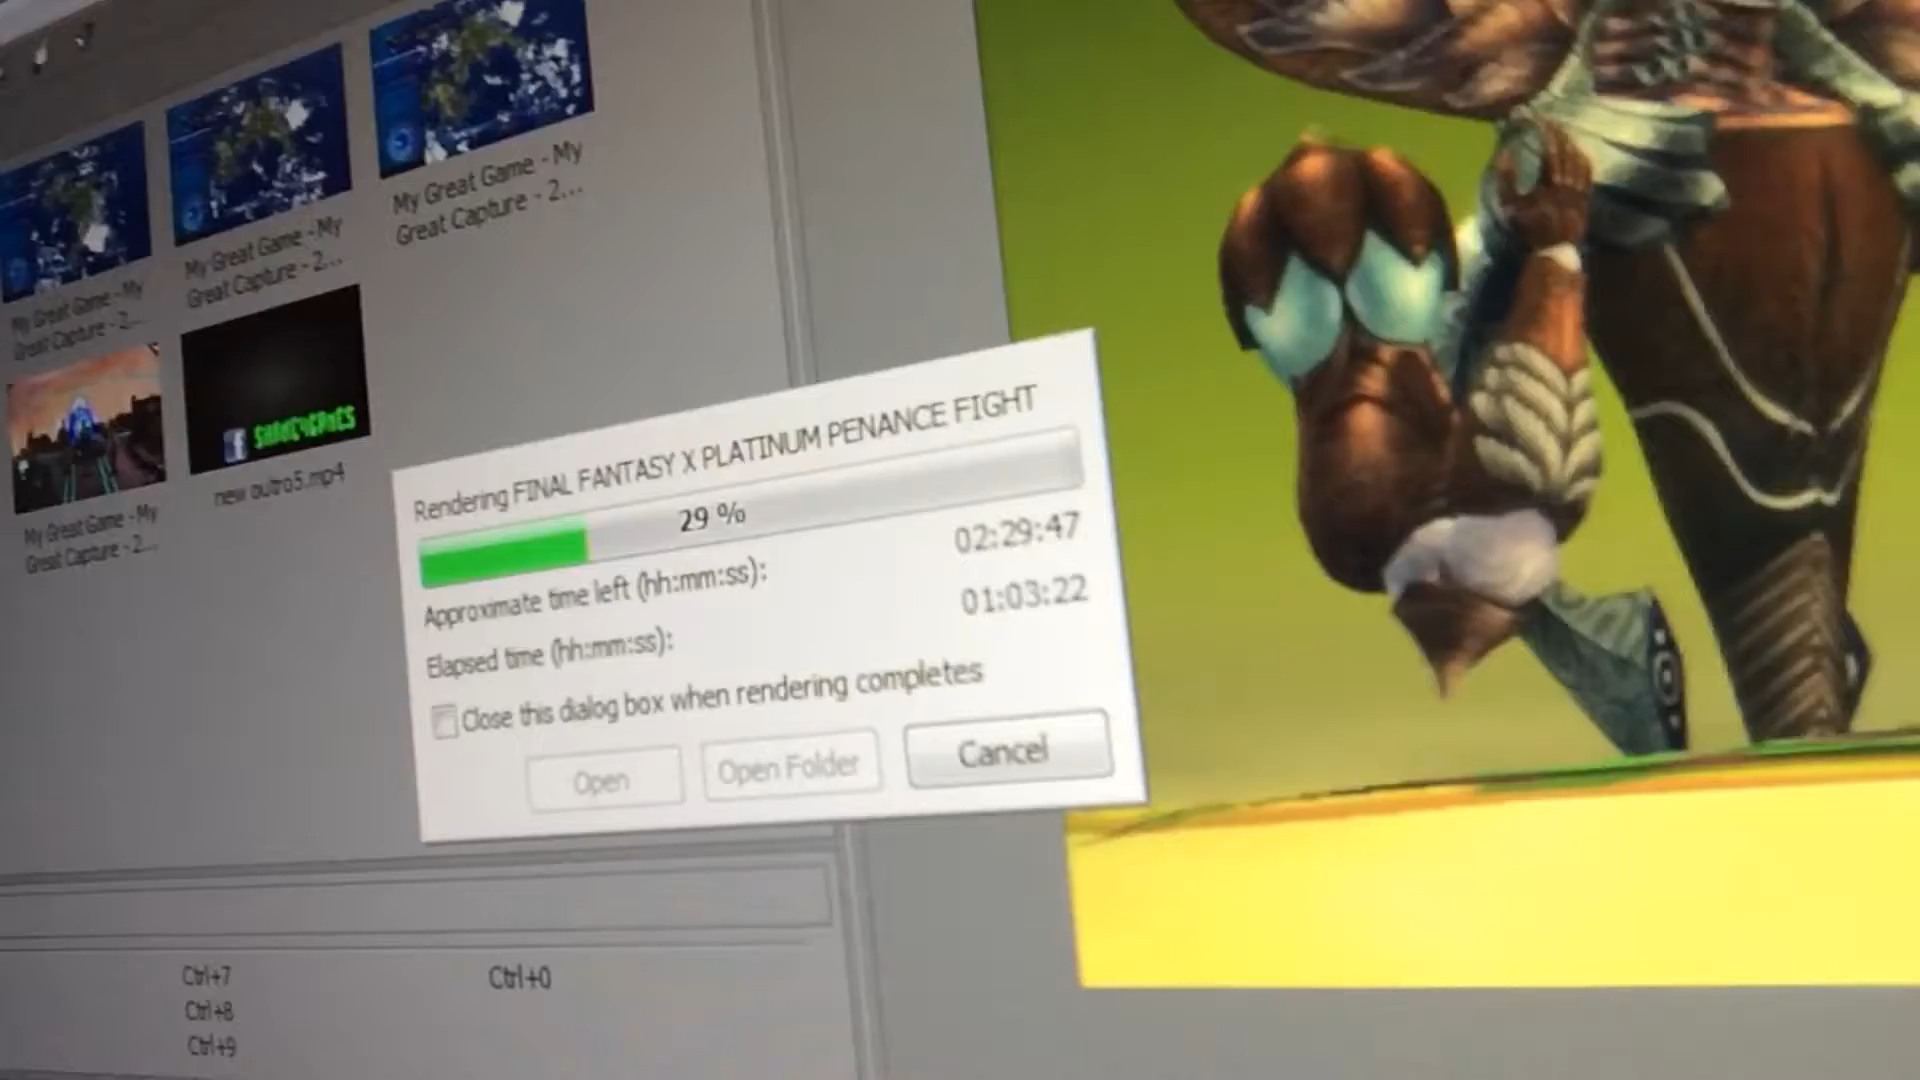 My Great Game - My
Great Capture - 2...
My Great Game - My
Great Capture - 2...
My Great Game - My
Great Capture - 2...
My Great Game - My
Great Capture - 2...
new outro5.mp4
Rendering FINAL FANTASY X PLATINUM PENANCE FIGHT
29 %
Approximate time left (hh:mm:ss): 02:29:47
Elapsed time (hh:mm:ss): 01:03:22
Close this dialog box when rendering completes
Open Open Folder Cancel
Ctrl+7 Ctrl+0
Ctrl+8
Ctrl+9